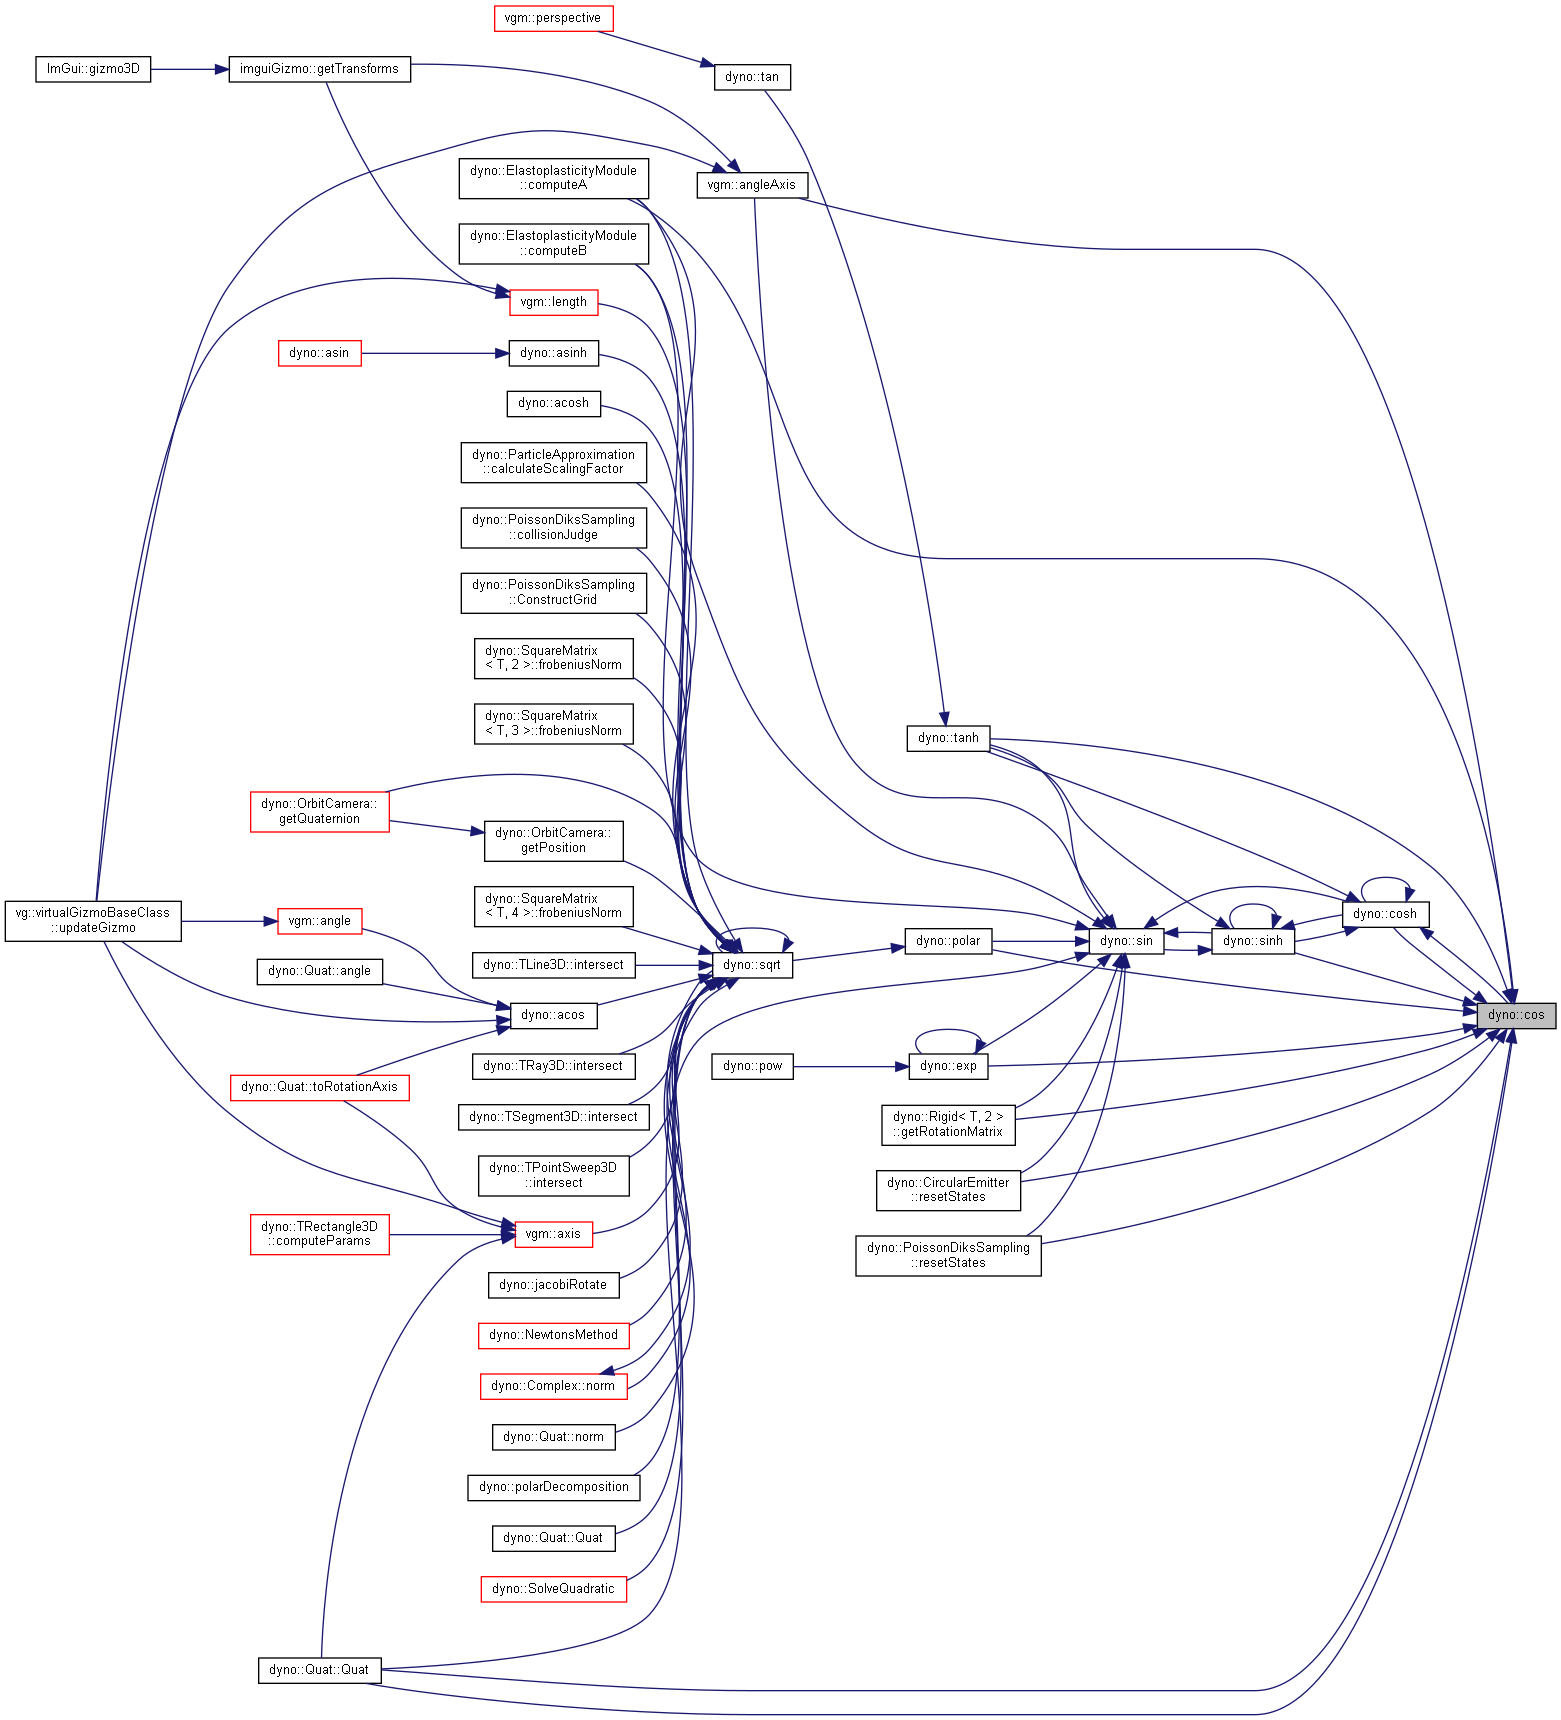 vgm::perspective
ImGui::gizmo3D
imguiGizmo::getTransforms
dyno::tan
dyno::ElastoplasticityModule
::computeA
vgm::angleAxis
dyno::ElastoplasticityModule
::computeB
vgm::length
dyno::asin
dyno::asinh
dyno::acosh
dyno::ParticleApproximation
::calculateScalingFactor
dyno::PoissonDiksSampling
::collisionJudge
dyno::PoissonDiksSampling
::ConstructGrid
dyno::SquareMatrix
< T, 2 >::frobeniusNorm
dyno::SquareMatrix
< T, 3 >::frobeniusNorm
dyno::tanh
dyno::OrbitCamera::
getQuaternion
dyno::OrbitCamera::
getPosition
dyno::SquareMatrix
< T, 4 >::frobeniusNorm
vg::virtualGizmoBaseClass
::updateGizmo
vgm::angle
dyno::cosh
dyno::polar
dyno::sin
dyno::sinh
dyno::Quat::angle
dyno::TLine3D::intersect
dyno::sqrt
dyno::acos
dyno::cos
dyno::TRay3D::intersect
dyno::pow
dyno::exp
dyno::Quat::toRotationAxis
dyno::TSegment3D::intersect
dyno::Rigid< T, 2 >
::getRotationMatrix
dyno::TPointSweep3D
::intersect
dyno::CircularEmitter
::resetStates
dyno::TRectangle3D
::computeParams
vgm::axis
dyno::PoissonDiksSampling
::resetStates
dyno::jacobiRotate
dyno::NewtonsMethod
dyno::Complex::norm
dyno::Quat::norm
dyno::polarDecomposition
dyno::Quat::Quat
dyno::SolveQuadratic
dyno::Quat::Quat